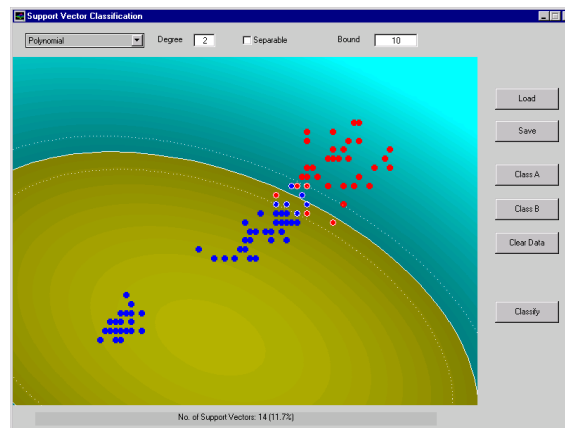 Support Vector Classification
Polynomial Degree 2 Separable Bound 10
Load
Save
Class A
Class B
Clear Data
Classify
No. of Support Vectors: 14 (11.7%)